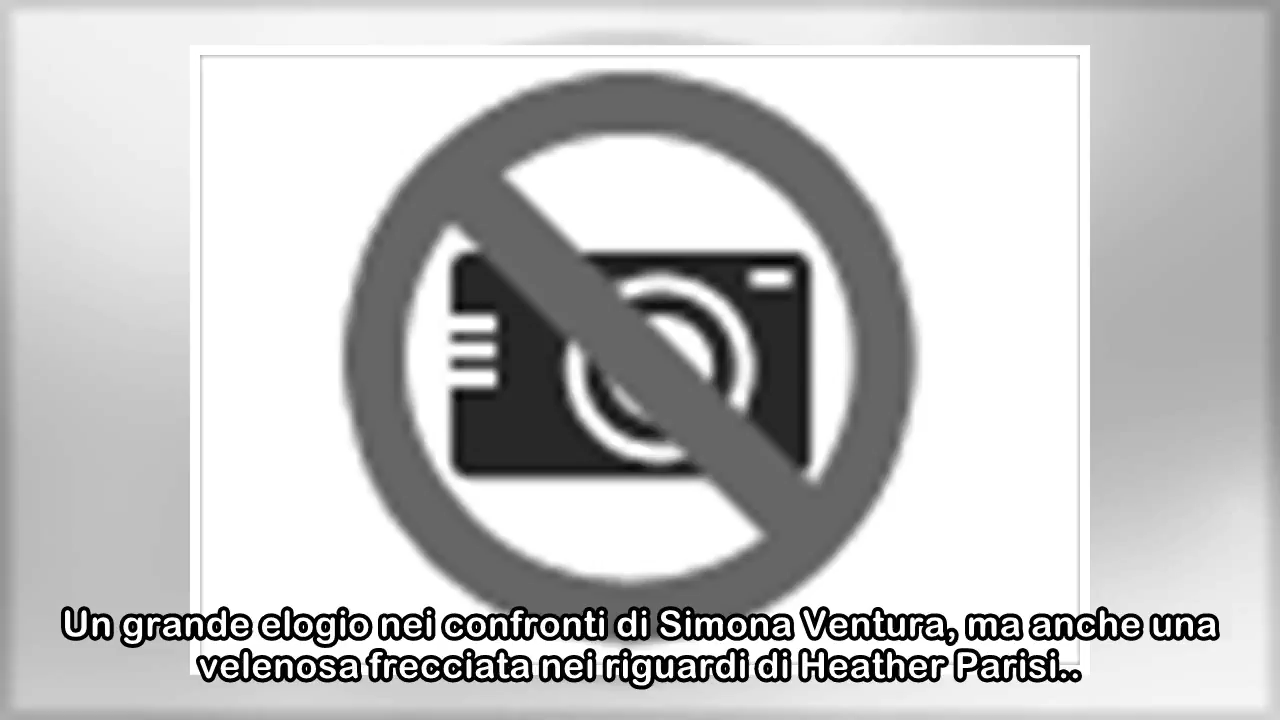 Un grande elogio nei confronti di Simona Ventura, ma anche una
velenosa frecciata nei riguardi di Heather Parisi..